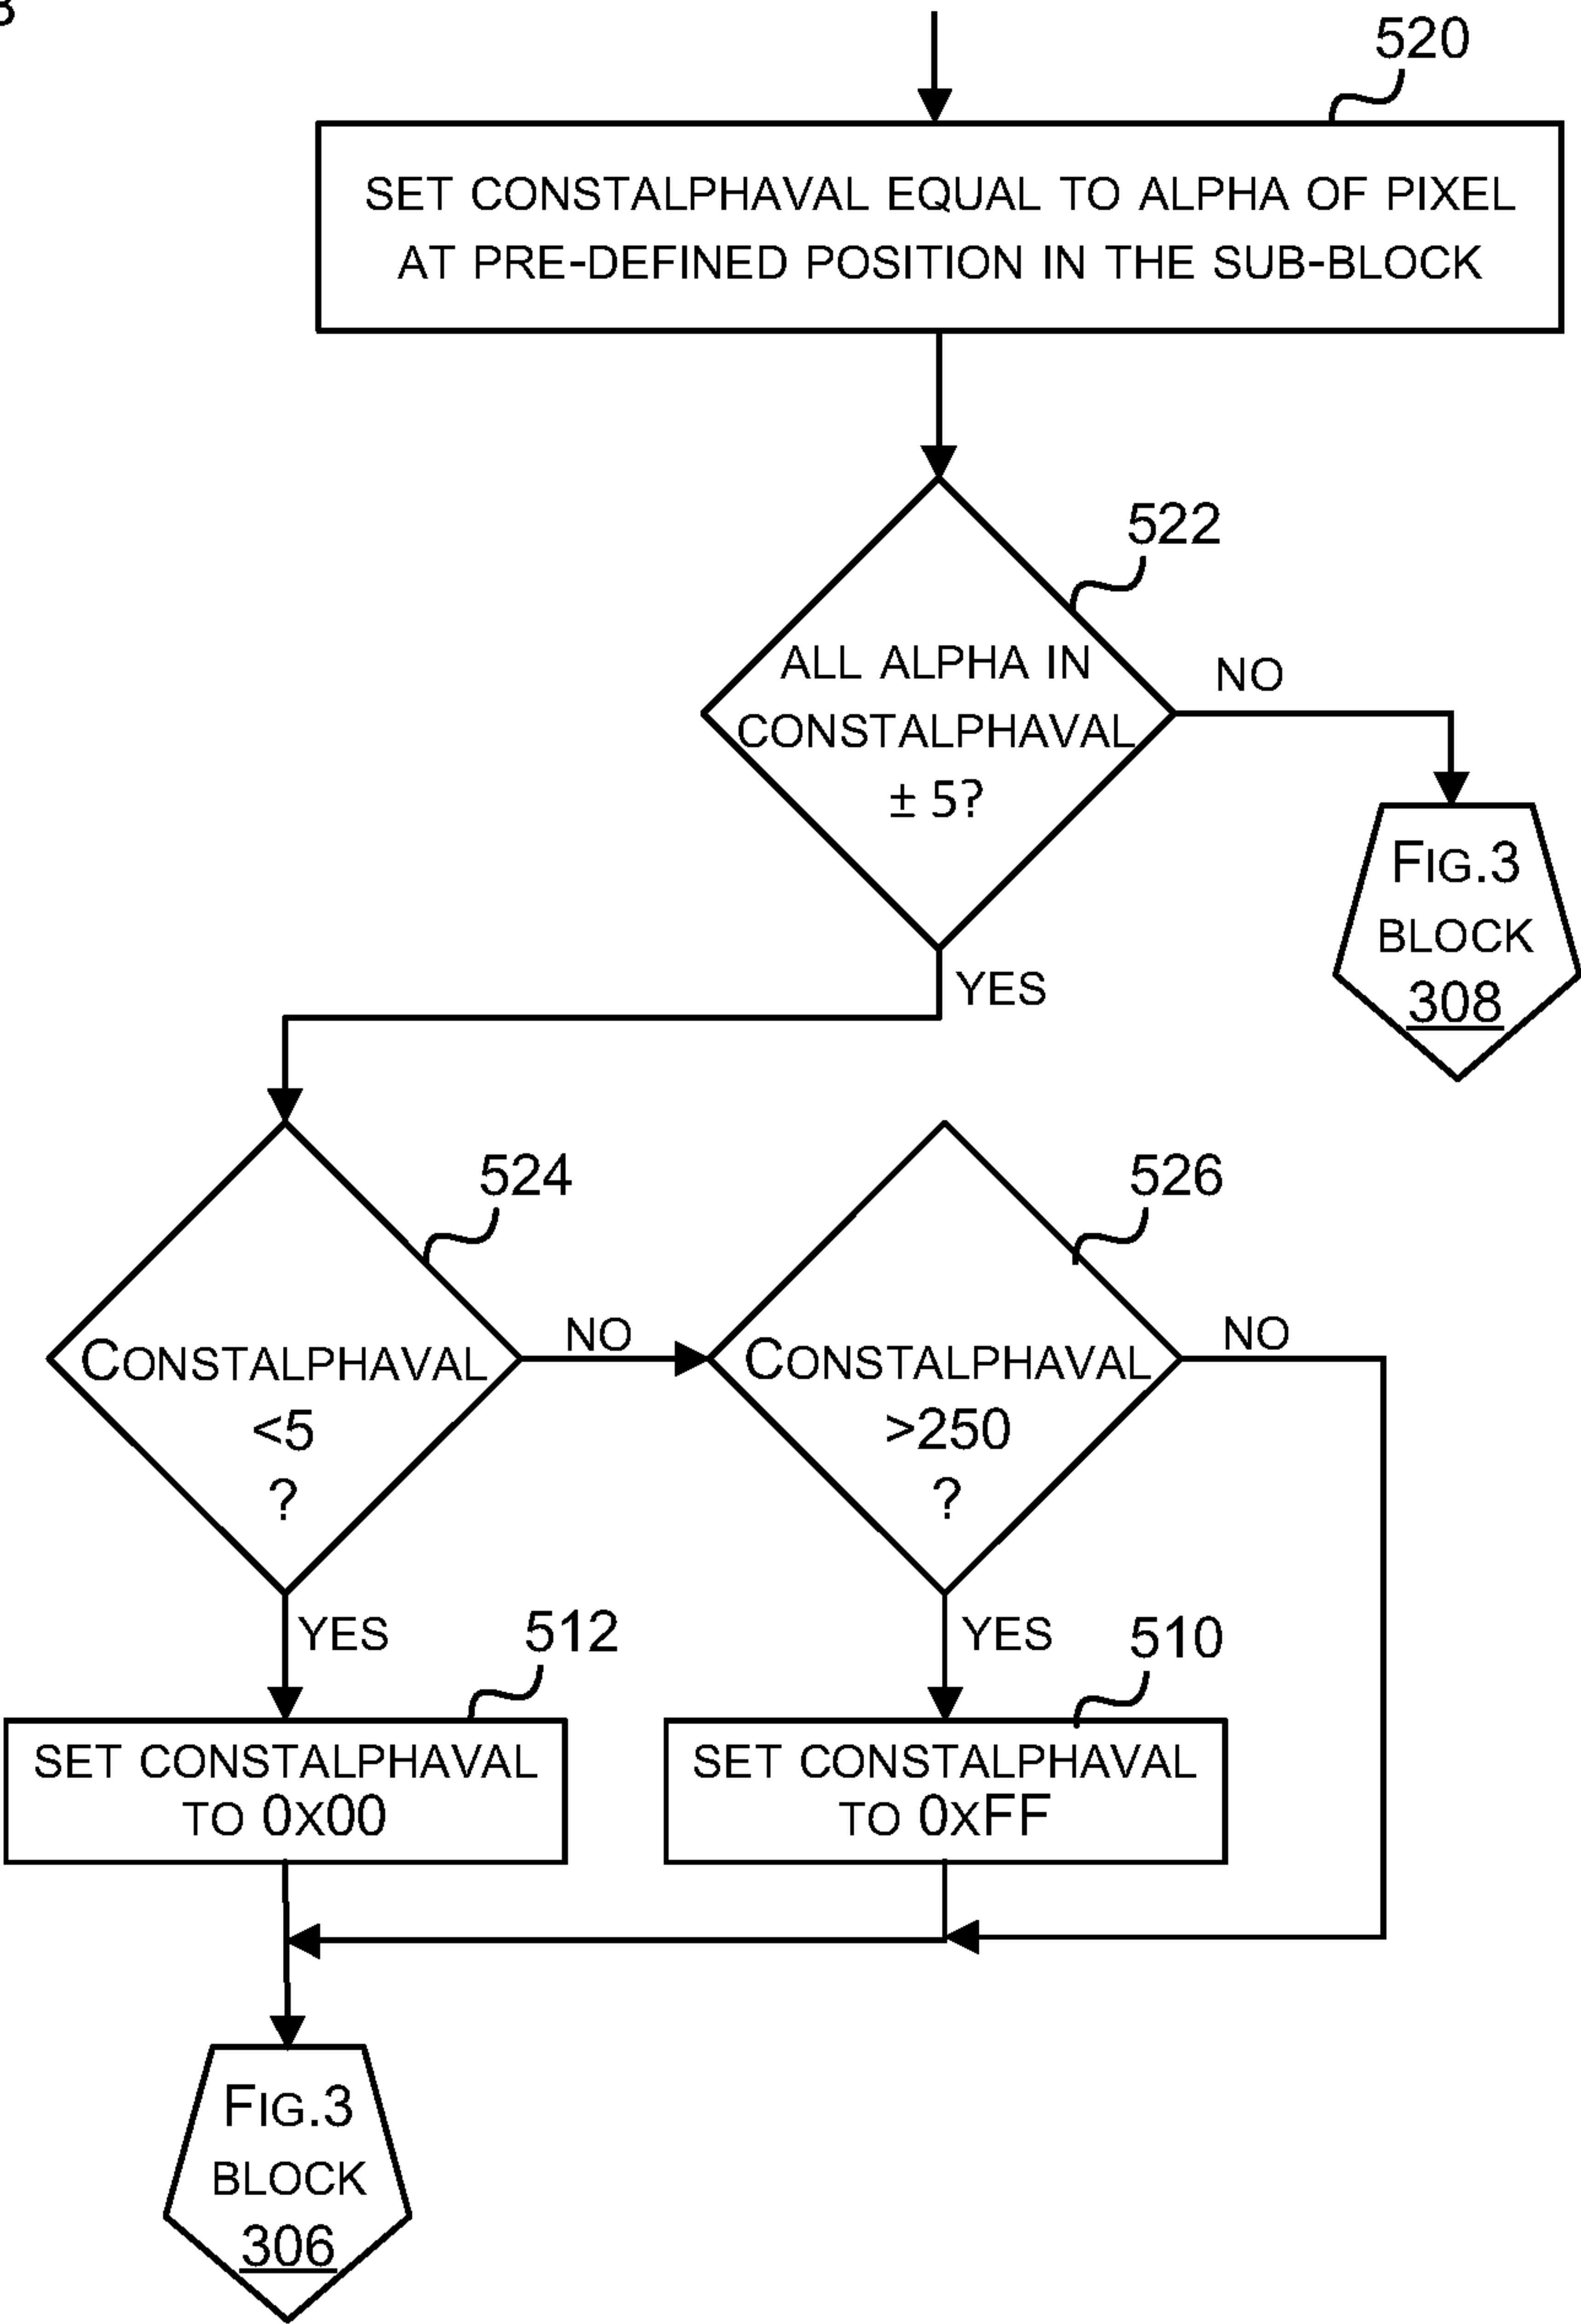 520
SET CONSTALPHAVAL EQUAL TO ALPHA OF PIXEL
AT PRE-DEFINED POSITION IN THE SUB-BLOCK
522
ALL ALPHA IN
CONSTALPHAVAL
± 5?
NO
FIG.3
BLOCK
308
YES
524
CONSTALPHAVAL
<5
?
NO
526
CONSTALPHAVAL
>250
?
NO
YES
512
SET CONSTALPHAVAL
TO 0X00
YES
510
SET CONSTALPHAVAL
TO 0XFF
FIG.3
BLOCK
306